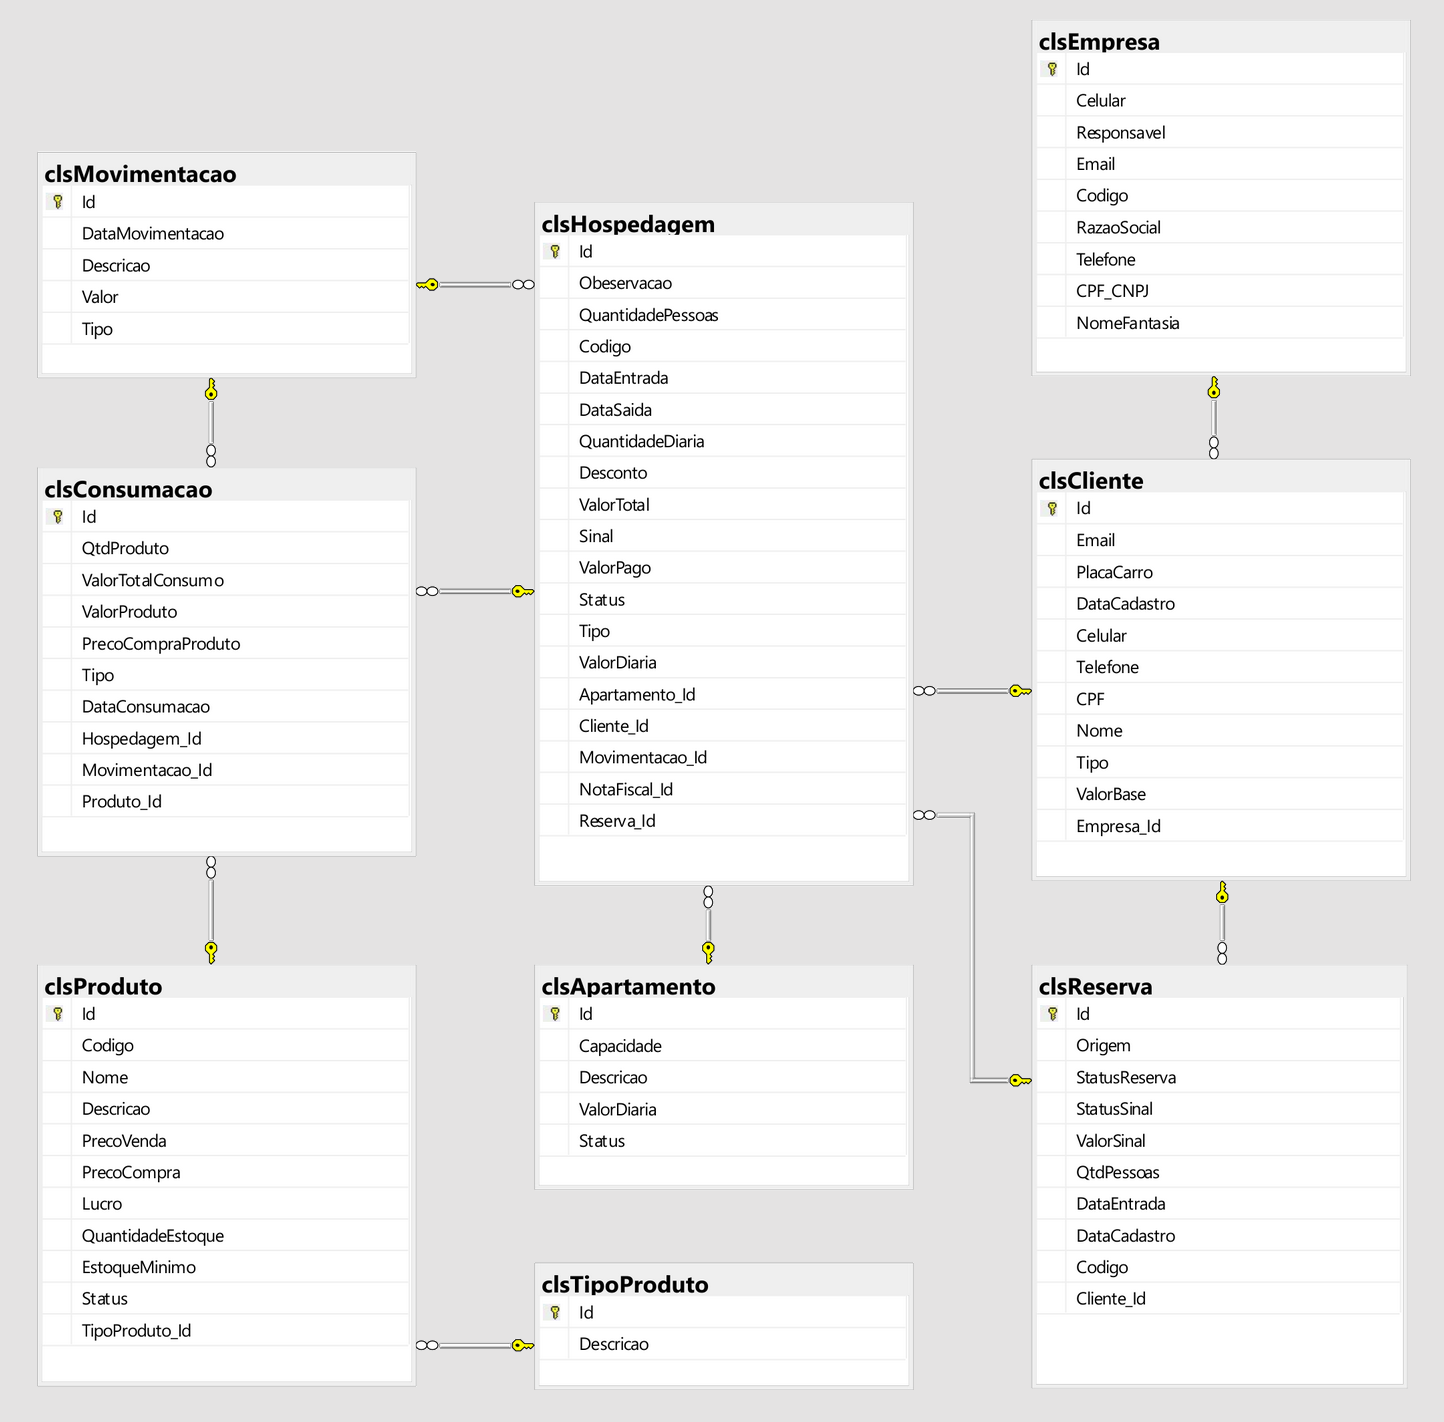 clsEmpresa
Id
Celular
Responsavel
Email
Codigo
RazaoSocial
Telefone
CPF_CNPJ
NomeFantasia
clsMovimentacao
Id
DataMovimentacao
Descricao
Valor
Tipo
clsHospedagem
Id
Obeservacao
QuantidadePessoas
Codigo
DataEntrada
DataSaida
QuantidadeDiaria
Desconto
ValorTotal
Sinal
ValorPago
Status
Tipo
ValorDiaria
Apartamento_Id
Cliente_Id
Movimentacao_Id
NotaFiscal_Id
Reserva_Id
clsCliente
Id
Email
PlacaCarro
DataCadastro
Celular
Telefone
CPF
Nome
Tipo
ValorBase
Empresa_Id
clsConsumacao
Id
QtdProduto
ValorTotalConsumo
ValorProduto
PrecoCompraProduto
Tipo
DataConsumacao
Hospedagem_Id
Movimentacao_Id
Produto_Id
clsProduto
Id
Codigo
Nome
Descricao
PrecoVenda
PrecoCompra
Lucro
QuantidadeEstoque
EstoqueMinimo
Status
TipoProduto_Id
clsApartamento
Id
Capacidade
Descricao
ValorDiaria
Status
clsReserva
Id
Origem
StatusReserva
StatusSinal
ValorSinal
QtdPessoas
DataEntrada
DataCadastro
Codigo
Cliente_Id
clsTipoProduto
Id
Descricao